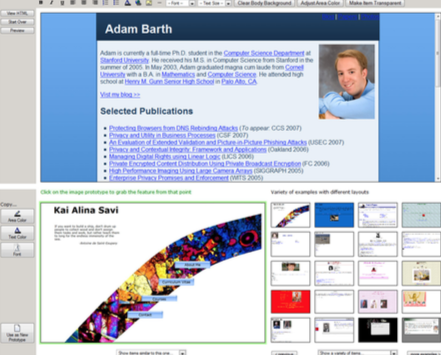 - Font -
- Size -
Clear Body Background
Adjust Area Color
Make Item Transparent
View HTML
Start Over
Preview
Adam Barth
Adam is currently a full-time Ph.D. student in the Computer Science Department at
Stanford University. He received his M.S. in Computer Science from Stanford in the
summer of 2005. In May 2003, Adam graduated magna cum laude from Cornell
University with a B.A. in Mathematics and Computer Science. He attended high
school at Henry M. Gunn Senior High School in Palo Alto, CA.
Visit my blog >>
Selected Publications
Protecting Browsers from DNS Rebinding Attacks (To appear: CCS 2007)
Privacy and Utility in Business Processes (CSF 2007)
An Evaluation of Extended Validation and Picture-in-Picture Phishing Attacks (USEC 2007)
Privacy and Contextual Integrity: Framework and Applications (Oakland 2006)
Managing Digital Rights using Linear Logic (LICS 2006)
Private Encrypted Content Distribution Using Private Broadcast Encryption (FC 2006)
High Performance Imaging Using Large Camera Arrays (SIGGRAPH 2005)
Enterprise Privacy Promises and Enforcement (WITS 2005)
Click on the image prototype to grab the feature from that point
Variety of examples with different layouts
Copy...
Area Color
Text Color
Font
Use as New
Prototype
Kai Alina Savi
About Me
Curriculum Vitae
Courses
Contact
Show items similar to this one...
Show a variety of items...